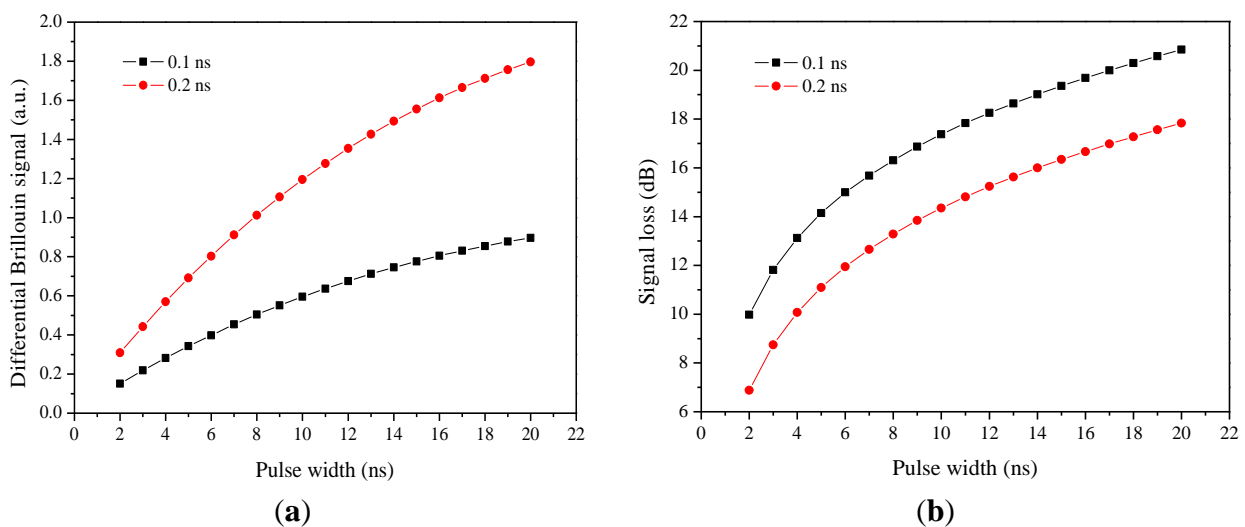 2.0
1.8
1.6
1.4
1.2
1.0
0.8
0.6
0.4
0.2
0.0
Differential Brillouin signal (a.u.)
0.1 ns
0.2 ns
0 2 4 6 8 10 12 14 16 18 20 22
Pulse width (ns)
(a)
22
20
18
16
14
12
10
8
6
Signal loss (dB)
0.1 ns
0.2 ns
0 2 4 6 8 10 12 14 16 18 20 22
Pulse width (ns)
(b)